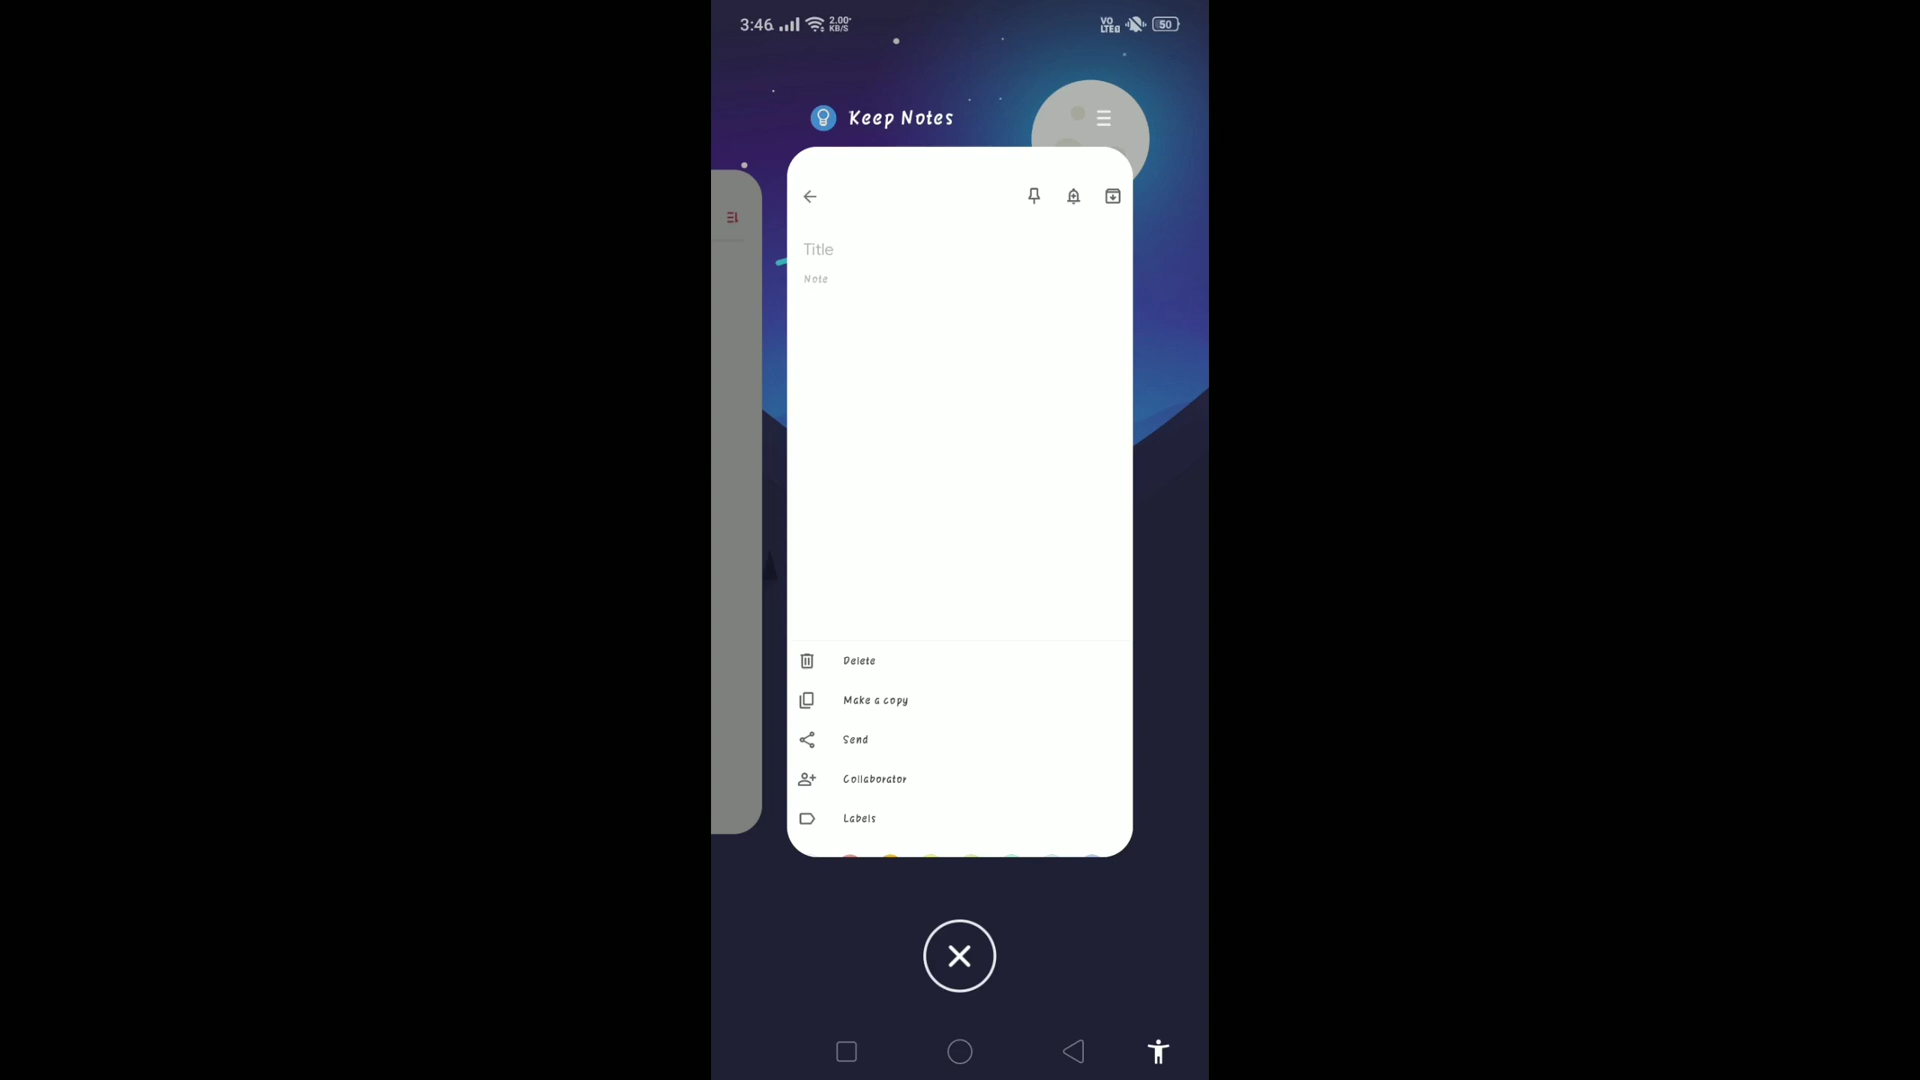 3:46
2.00
KB/S
VO
LTE
50
Keep Notes
Title
Note
Delete
Make a copy
Send
Collaborator
Labels